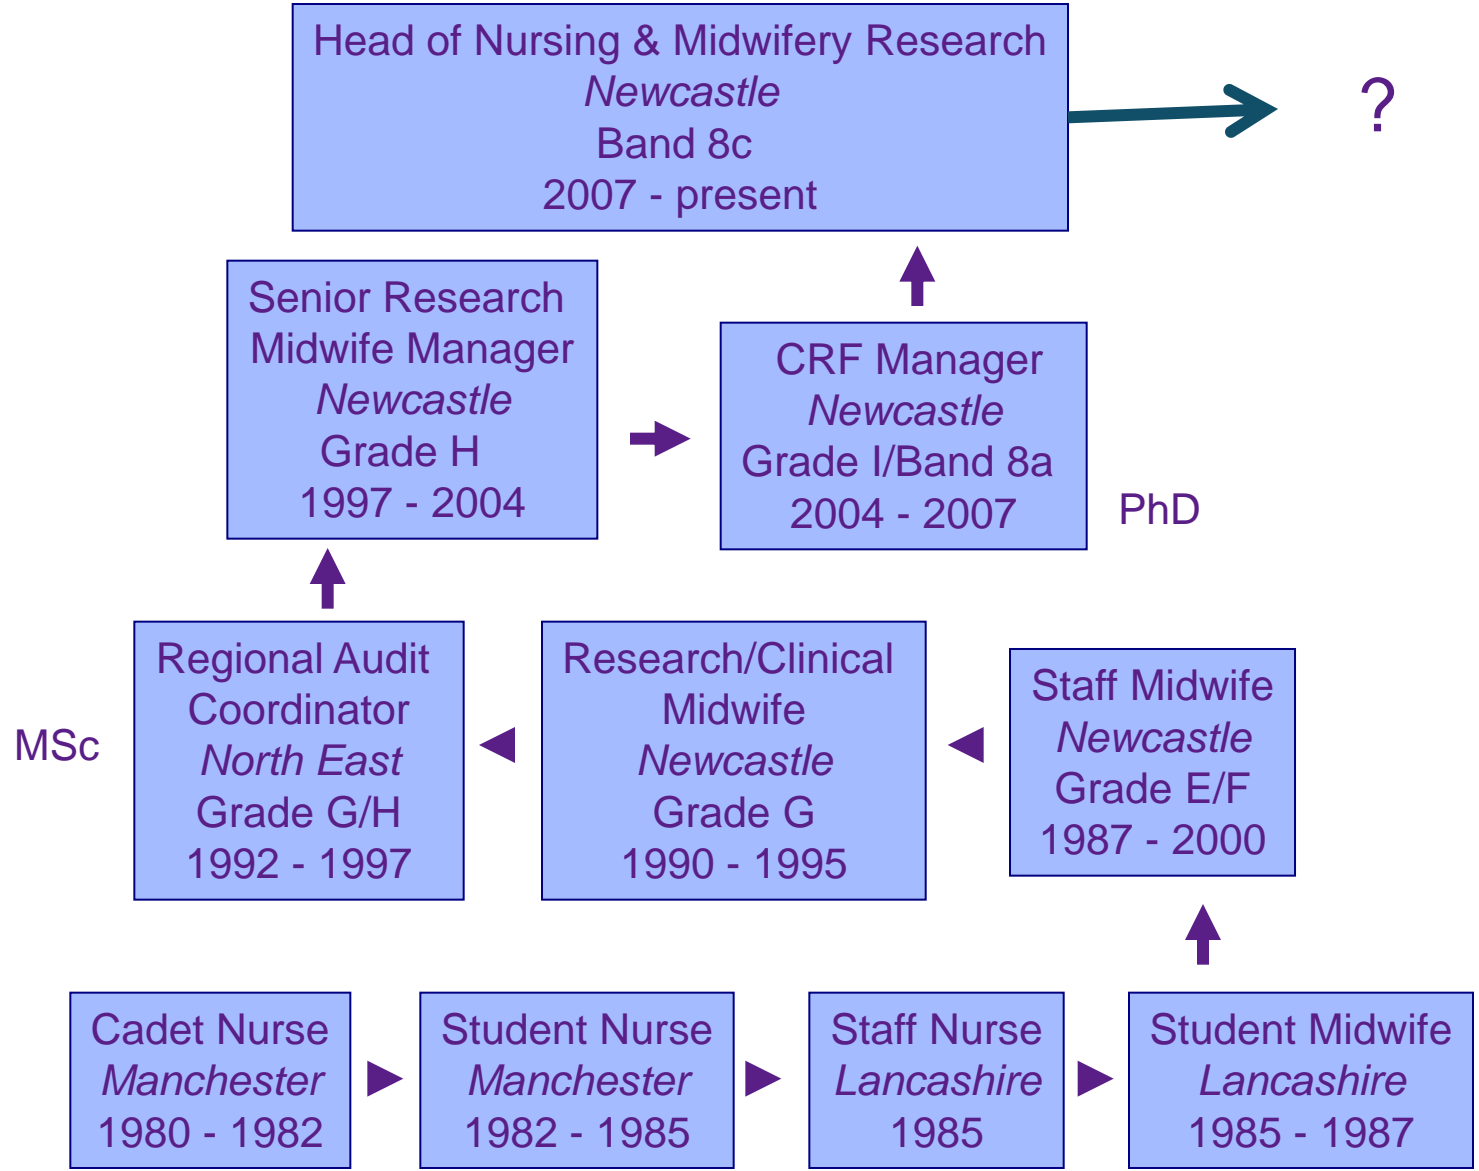 Head of Nursing & Midwifery Research
Newcastle
Band 8c
2007 - present
?
Senior Research
Midwife Manager
Newcastle
Grade H
1997 - 2004
CRF Manager
Newcastle
Grade I/Band 8a
2004 - 2007
PhD
MSc
Regional Audit
Coordinator
North East
Grade G/H
1992 - 1997
Research/Clinical
Midwife
Newcastle
Grade G
1990 - 1995
Staff Midwife
Newcastle
Grade E/F
1987 - 2000
Cadet Nurse
Manchester
1980 - 1982
Student Nurse
Manchester
1982 - 1985
Staff Nurse
Lancashire
1985
Student Midwife
Lancashire
1985 - 1987